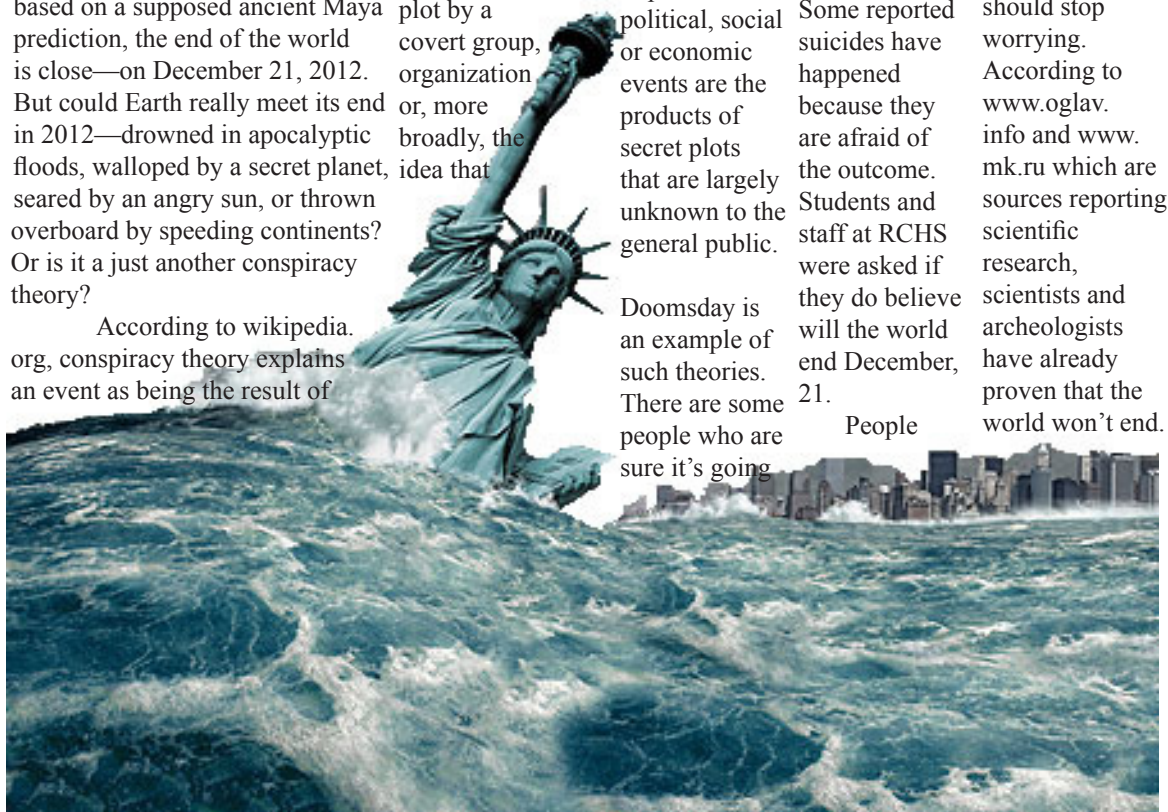 based on a supposed ancient Maya
prediction, the end of the world
is close—on December 21, 2012.
But could Earth really meet its end
in 2012—drowned in apocalyptic
floods, walloped by a secret planet,
seared by an angry sun, or thrown
overboard by speeding continents?
Or is it a just another conspiracy
theory?
According to wikipedia.
org, conspiracy theory explains
an event as being the result of
plot by a
covert group,
organization
or, more
broadly, the
idea that
political, social
or economic
events are the
products of
secret plots
that are largely
unknown to the
general public.
Doomsday is
an example of
such theories.
There are some
people who are
sure it's going
Some reported
suicides have
happened
because they
are afraid of
the outcome.
Students and
staff at RCHS
were asked if
they do believe
will the world
end December,
21.
People
should stop
worrying.
According to
www.oglav.
info and www.
mk.ru which are
sources reporting
scientific
research,
scientists and
archeologists
have already
proven that the
world won't end.